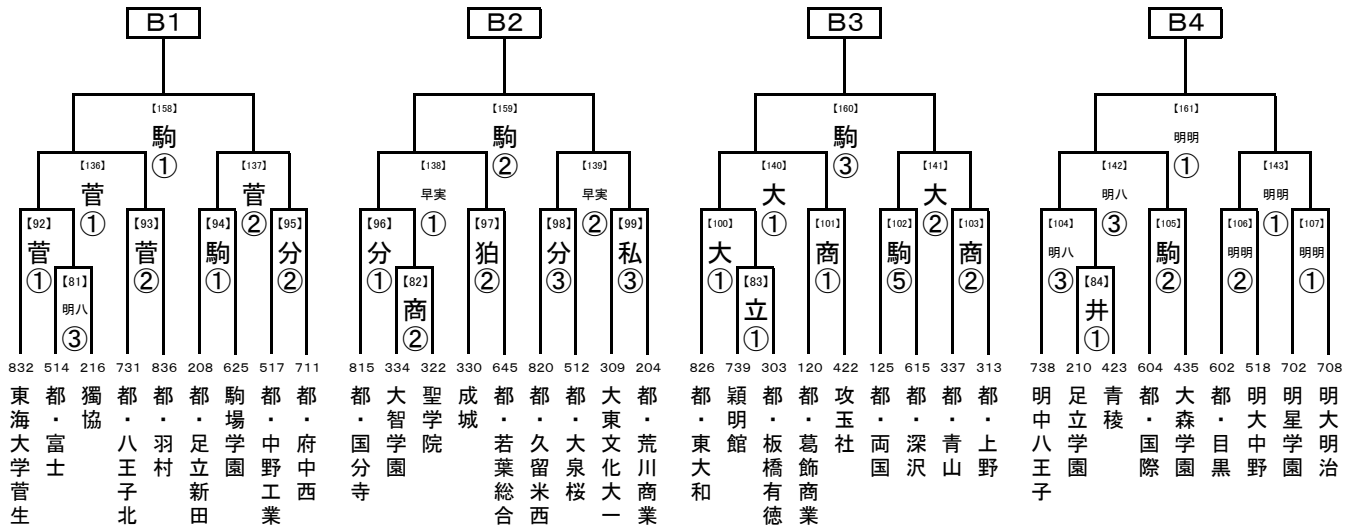 B1 B2 B3 B4
【158】 【159】 【160】 【161】
駒 駒 駒 明明
① ② ③ ①
【136】 【137】 【138】 【139】 【140】 【141】 【142】 【143】
菅 菅 早実 早実 大 大 明八 明明
① ② ① ② ① ② ③ ①
【92】 【93】 【94】 【95】 【96】 【97】 【98】 【99】 【100】 【101】 【102】 【103】 【104】 【105】 【106】 【107】
菅 菅 駒 分 分 狛 分 私 大 商 駒 商 明八 駒 明明 明明
① ② ① ② ① ② ③ ③ ① ① ⑤ ② ③ ② ② ①
【81】 【82】 【83】 【84】
明八 商 立 井
③ ② ① ①
832 514 216 731 836 208 625 517 711 815 334 322 330 645 820 512 309 204 826 739 303 120 422 125 615 337 313 738 210 423 604 435 602 518 702 708
東海大学菅生
都・富士
獨協
都・八王子北
都・羽村
都・足立新田
駒場学園
都・中野工業
都・府中西
都・国分寺
大智学園
聖学院
成城
都・若葉総合
都・久留米西
都・大泉桜
大東文化大一
都・荒川商業
都・東大和
穎明館
都・板橋有徳
都・葛飾商業
攻玉社
都・両国
都・深沢
都・青山
都・上野
明中八王子
足立学園
青稜
都・国際
大森学園
都・目黒
明大中野
明星学園
明大明治